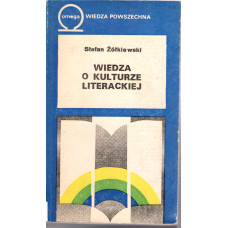 omega
WIEDZA POWSZECHNA
Stefan Żółkiewski
WIEDZA
O KULTURZE
LITERACKIEJ